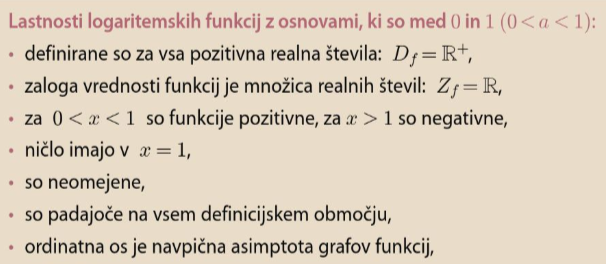 Lastnosti logaritemskih funkcij z osnovami, ki so med 0 in 1 (0 < a < 1):
• definirane so za vsa pozitivna realna števila: D_f = ℝ⁺,
• zaloga vrednosti funkcij je množica realnih števil: Z_f = ℝ,
• za 0 < x < 1 so funkcije pozitivne, za x > 1 so negativne,
• ničlo imajo v x = 1,
• so neomejene,
• so padajoče na vsem definicijskem območju,
• ordinatna os je navpična asimptota grafov funkcij,